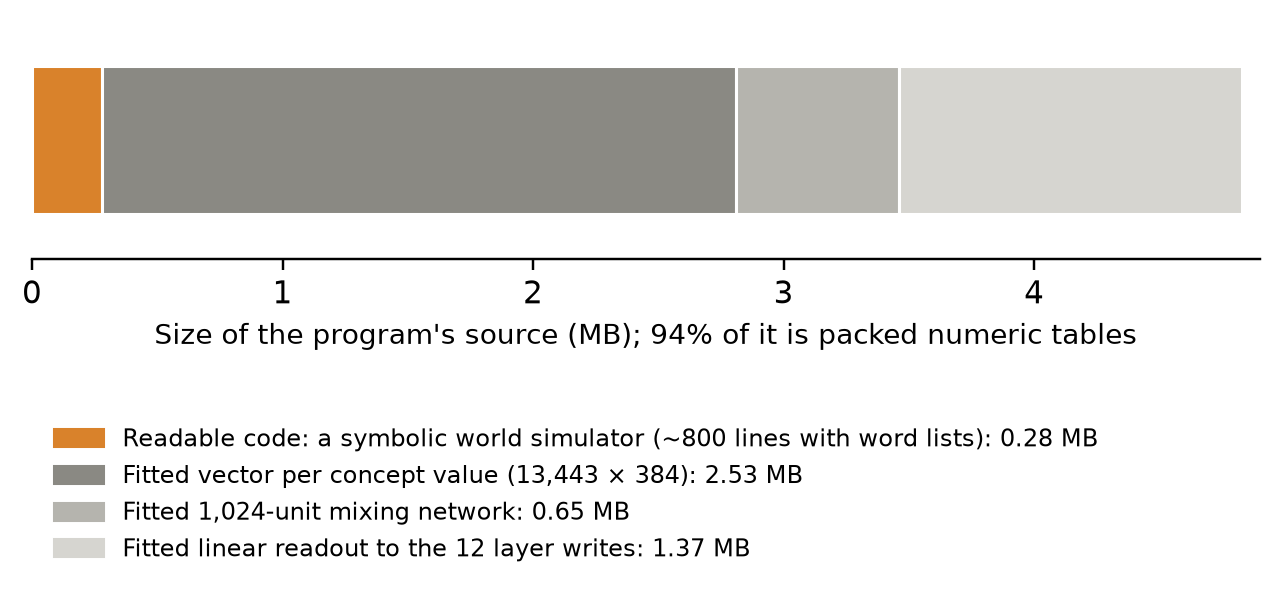 0 1 2 3 4
Size of the program's source (MB); 94% of it is packed numeric tables
Readable code: a symbolic world simulator (~800 lines with word lists): 0.28 MB
Fitted vector per concept value (13,443 × 384): 2.53 MB
Fitted 1,024-unit mixing network: 0.65 MB
Fitted linear readout to the 12 layer writes: 1.37 MB